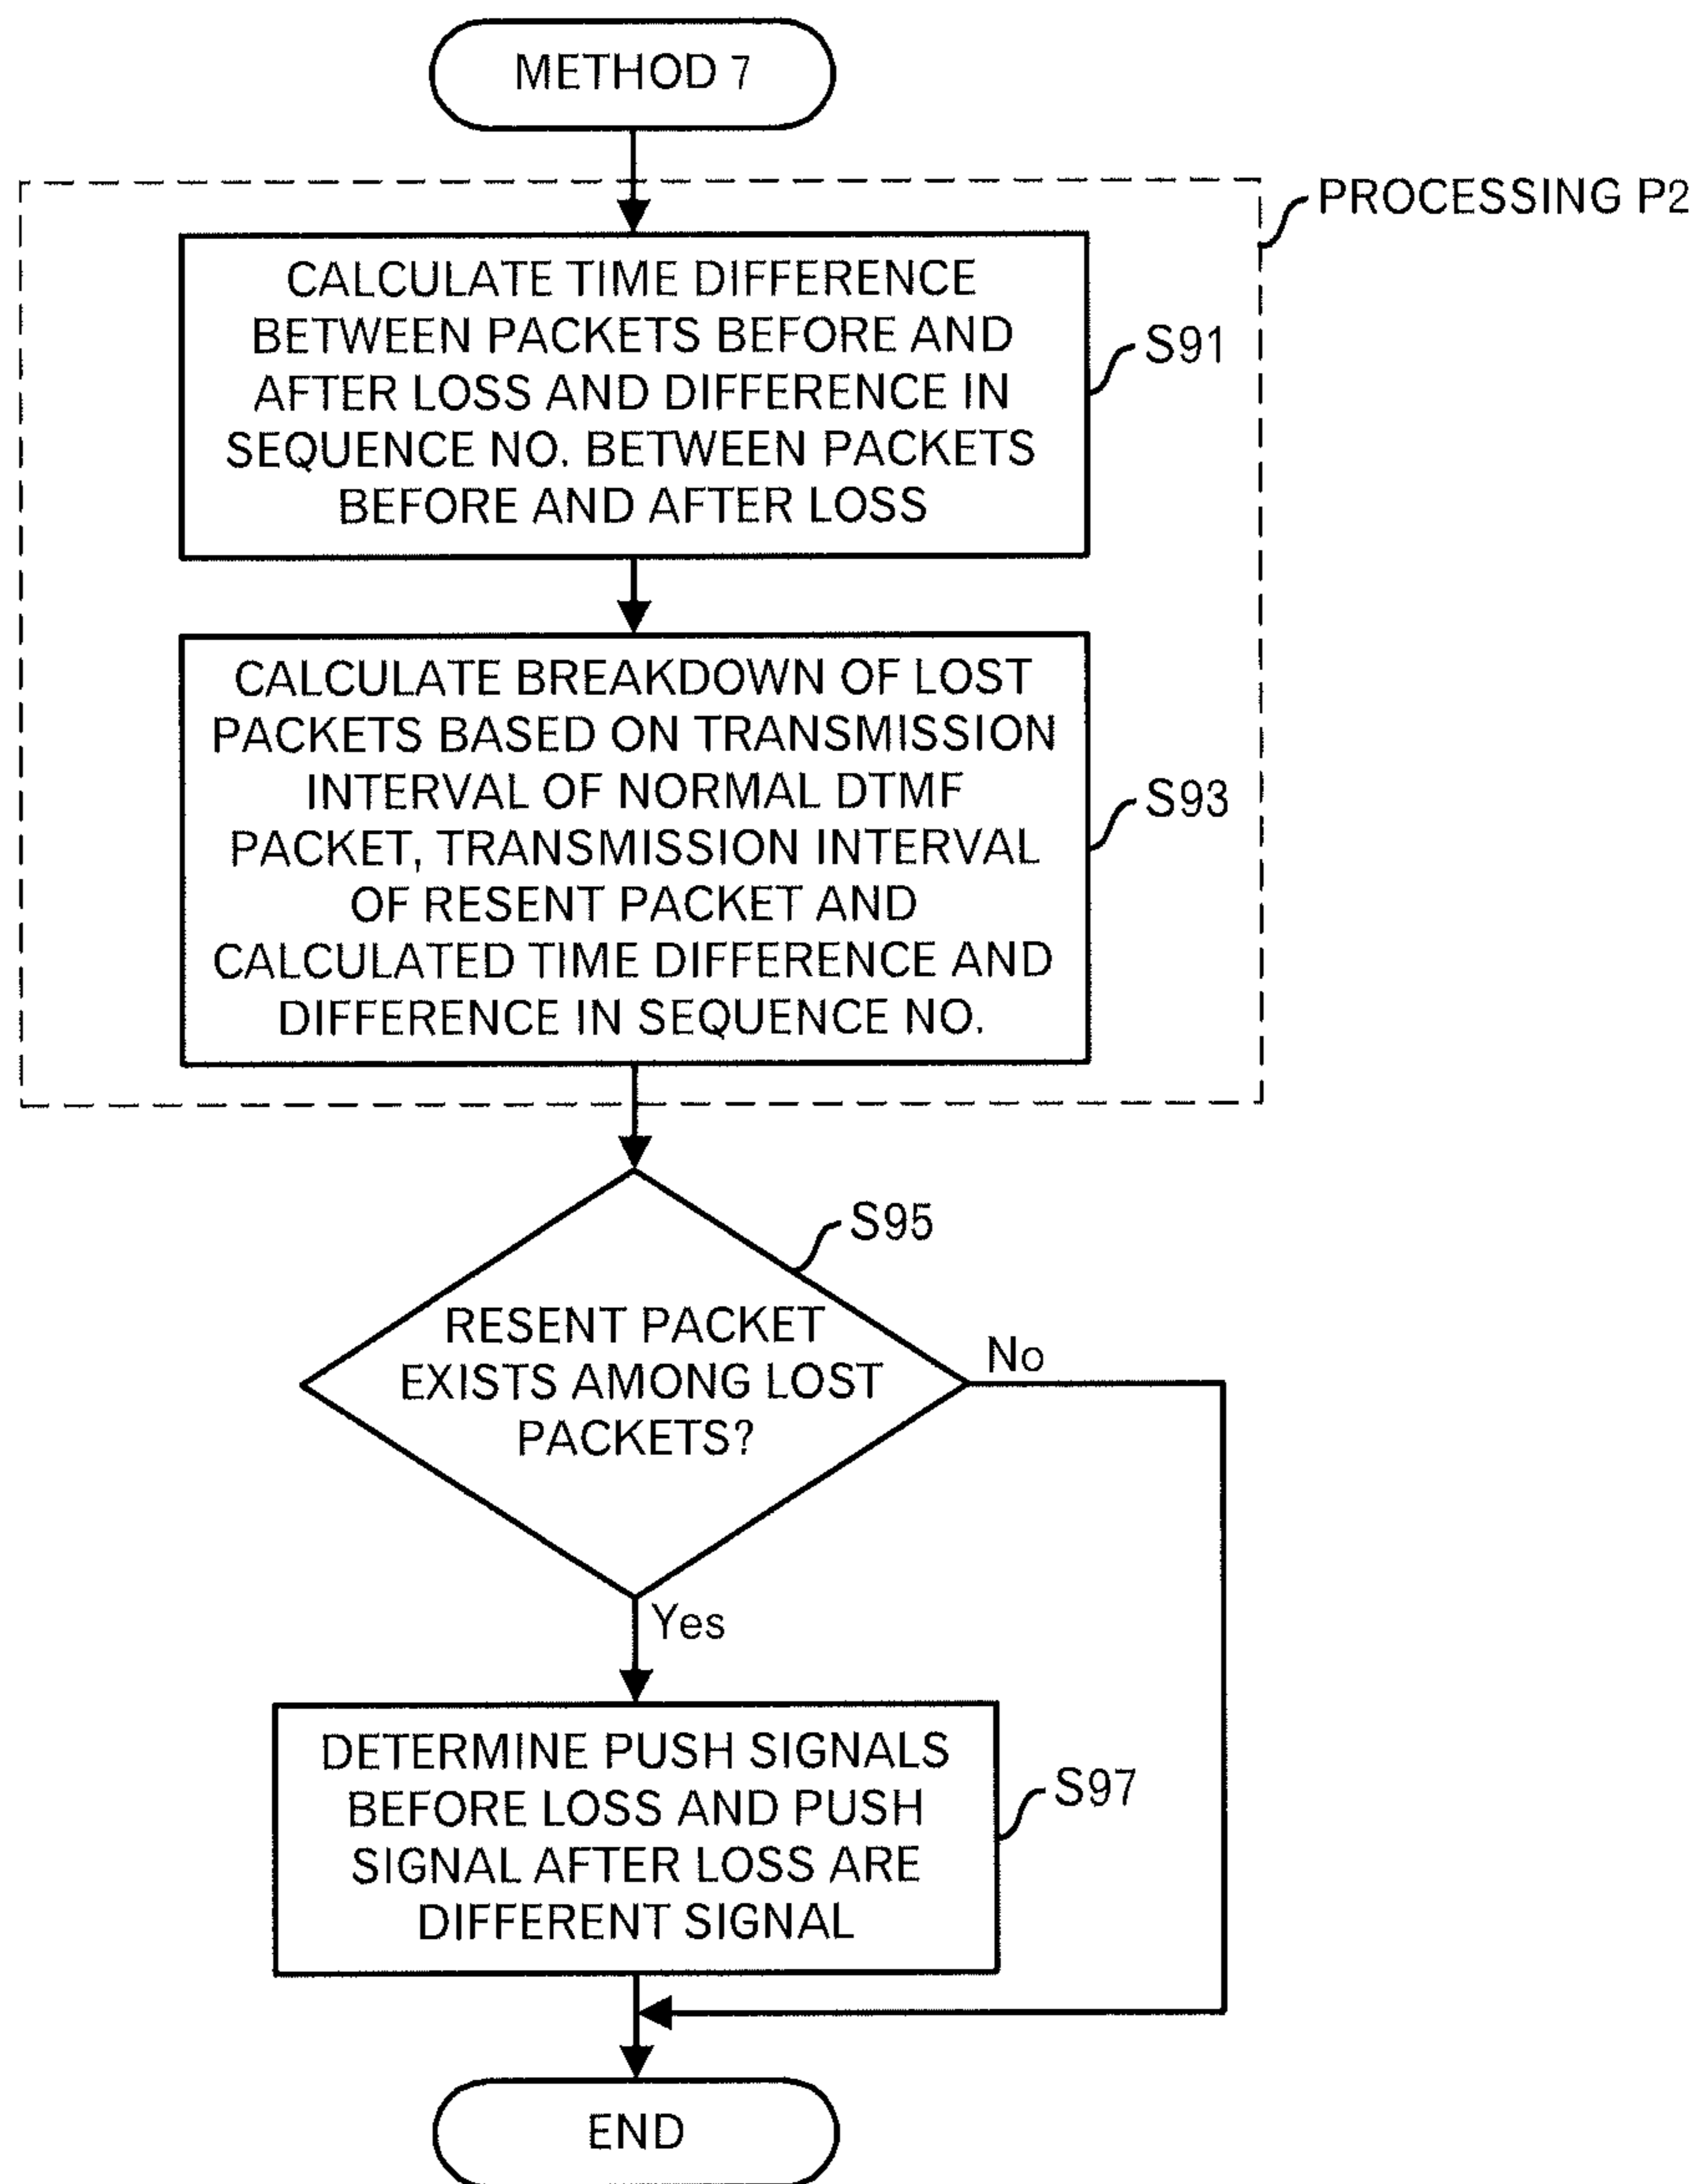 METHOD 7
PROCESSING P2
CALCULATE TIME DIFFERENCE
BETWEEN PACKETS BEFORE AND
AFTER LOSS AND DIFFERENCE IN
SEQUENCE NO. BETWEEN PACKETS
BEFORE AND AFTER LOSS
S91
CALCULATE BREAKDOWN OF LOST
PACKETS BASED ON TRANSMISSION
INTERVAL OF NORMAL DTMF
PACKET, TRANSMISSION INTERVAL
OF RESENT PACKET AND
CALCULATED TIME DIFFERENCE AND
DIFFERENCE IN SEQUENCE NO.
S93
S95
RESENT PACKET
EXISTS AMONG LOST
PACKETS?
No
Yes
DETERMINE PUSH SIGNALS
BEFORE LOSS AND PUSH
SIGNAL AFTER LOSS ARE
DIFFERENT SIGNAL
S97
END